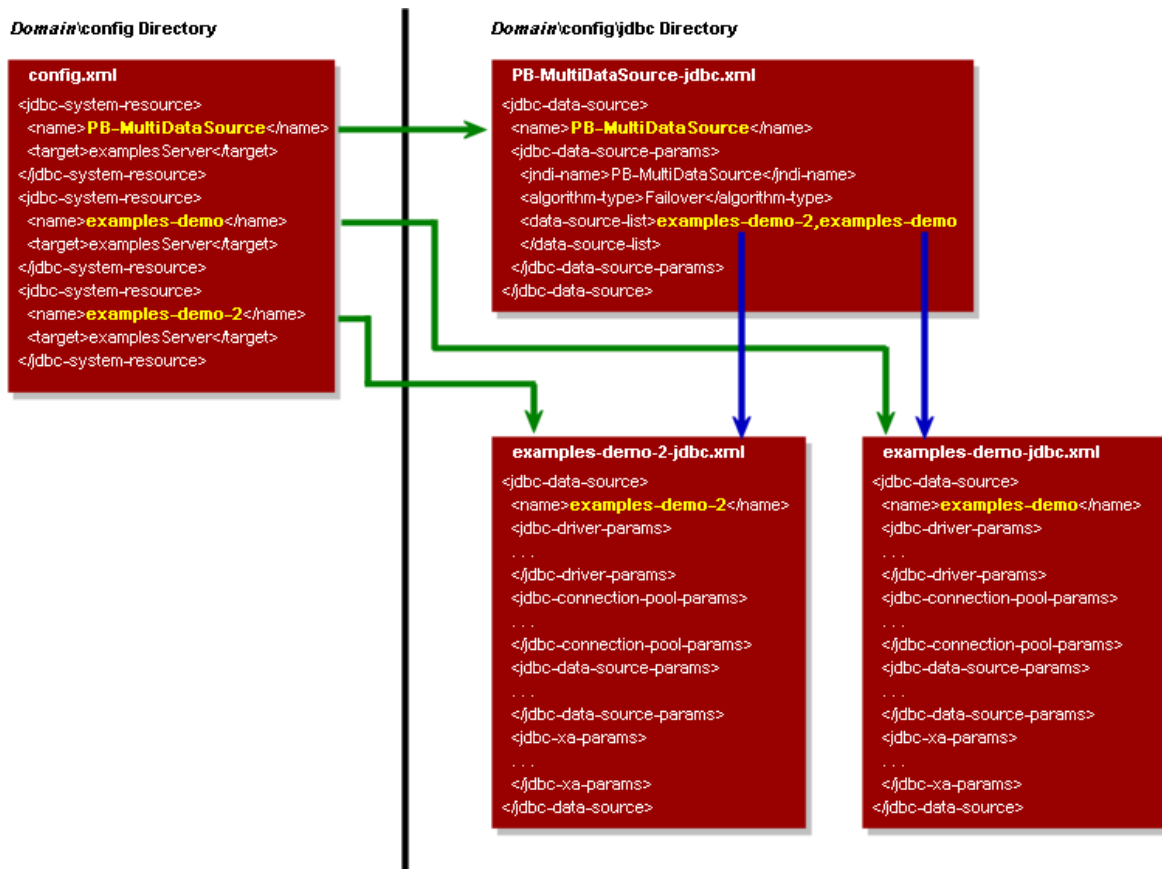 Domain\config Directory
config.xml
<jdbc-system-resource>
<name>PB-MultiDataSource</name>
<target>examplesServer</target>
</jdbc-system-resource>
<jdbc-system-resource>
<name>examples-demo</name>
<target>examplesServer</target>
</jdbc-system-resource>
<jdbc-system-resource>
<name>examples-demo-2</name>
<target>examplesServer</target>
</jdbc-system-resource>
Domain\config\jdbc Directory
PB-MultiDataSource-jdbc.xml
<jdbc-data-source>
<name>PB-MultiDataSource</name>
<jdbc-data-source-params>
<jndi-name>PB-MultiDataSource</jndi-name>
<algorithm-type>Failover</algorithm-type>
<data-source-list>examples-demo-2,examples-demo
</data-source-list>
</jdbc-data-source-params>
</jdbc-data-source>
examples-demo-2-jdbc.xml
<jdbc-data-source>
<name>examples-demo-2</name>
<jdbc-driver-params>
. . .
</jdbc-driver-params>
<jdbc-connection-pool-params>
. . .
</jdbc-connection-pool-params>
<jdbc-data-source-params>
. . .
</jdbc-data-source-params>
<jdbc-xa-params>
. . .
</jdbc-xa-params>
</jdbc-data-source>
examples-demo-jdbc.xml
<jdbc-data-source>
<name>examples-demo</name>
<jdbc-driver-params>
. . .
</jdbc-driver-params>
<jdbc-connection-pool-params>
. . .
</jdbc-connection-pool-params>
<jdbc-data-source-params>
. . .
</jdbc-data-source-params>
<jdbc-xa-params>
. . .
</jdbc-xa-params>
</jdbc-data-source>